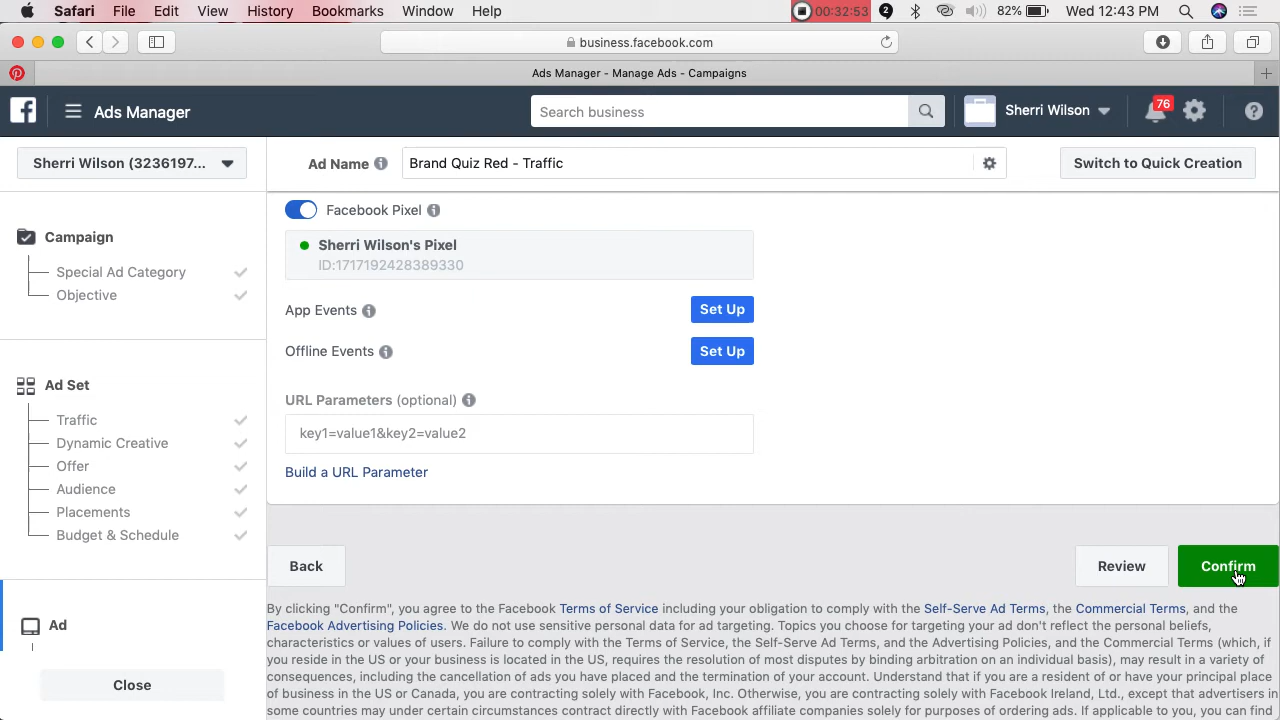 Safari File Edit View History Bookmarks Window Help 00:32:53 2 82% Wed 12:43 PM
business.facebook.com
Ads Manager - Manage Ads - Campaigns
Ads Manager Search business Sherri Wilson 76
Sherri Wilson (3236197... Ad Name Brand Quiz Red - Traffic Switch to Quick Creation
Campaign
Special Ad Category
Objective
Ad Set
Traffic
Dynamic Creative
Offer
Audience
Placements
Budget & Schedule
Ad
Close
Facebook Pixel
Sherri Wilson's Pixel
ID:1717192428389330
App Events Set Up
Offline Events Set Up
URL Parameters (optional)
key1=value1&key2=value2
Build a URL Parameter
Back Review Confirm
By clicking "Confirm", you agree to the Facebook Terms of Service including your obligation to comply with the Self-Serve Ad Terms, the Commercial Terms, and the
Facebook Advertising Policies. We do not use sensitive personal data for ad targeting. Topics you choose for targeting your ad don't reflect the personal beliefs,
characteristics or values of users. Failure to comply with the Terms of Service, the Self-Serve Ad Terms, and the Advertising Policies, and the Commercial Terms (which, if
you reside in the US or your business is located in the US, requires the resolution of most disputes by binding arbitration on an individual basis), may result in a variety of
consequences, including the cancellation of ads you have placed and the termination of your account. Understand that if you are a resident of or have your principal place
of business in the US or Canada, you are contracting solely with Facebook, Inc. Otherwise, you are contracting solely with Facebook Ireland, Ltd., except that advertisers in
some countries may under certain circumstances contract directly with Facebook affiliate companies solely for purposes of ordering ads. If applicable to you, you can find